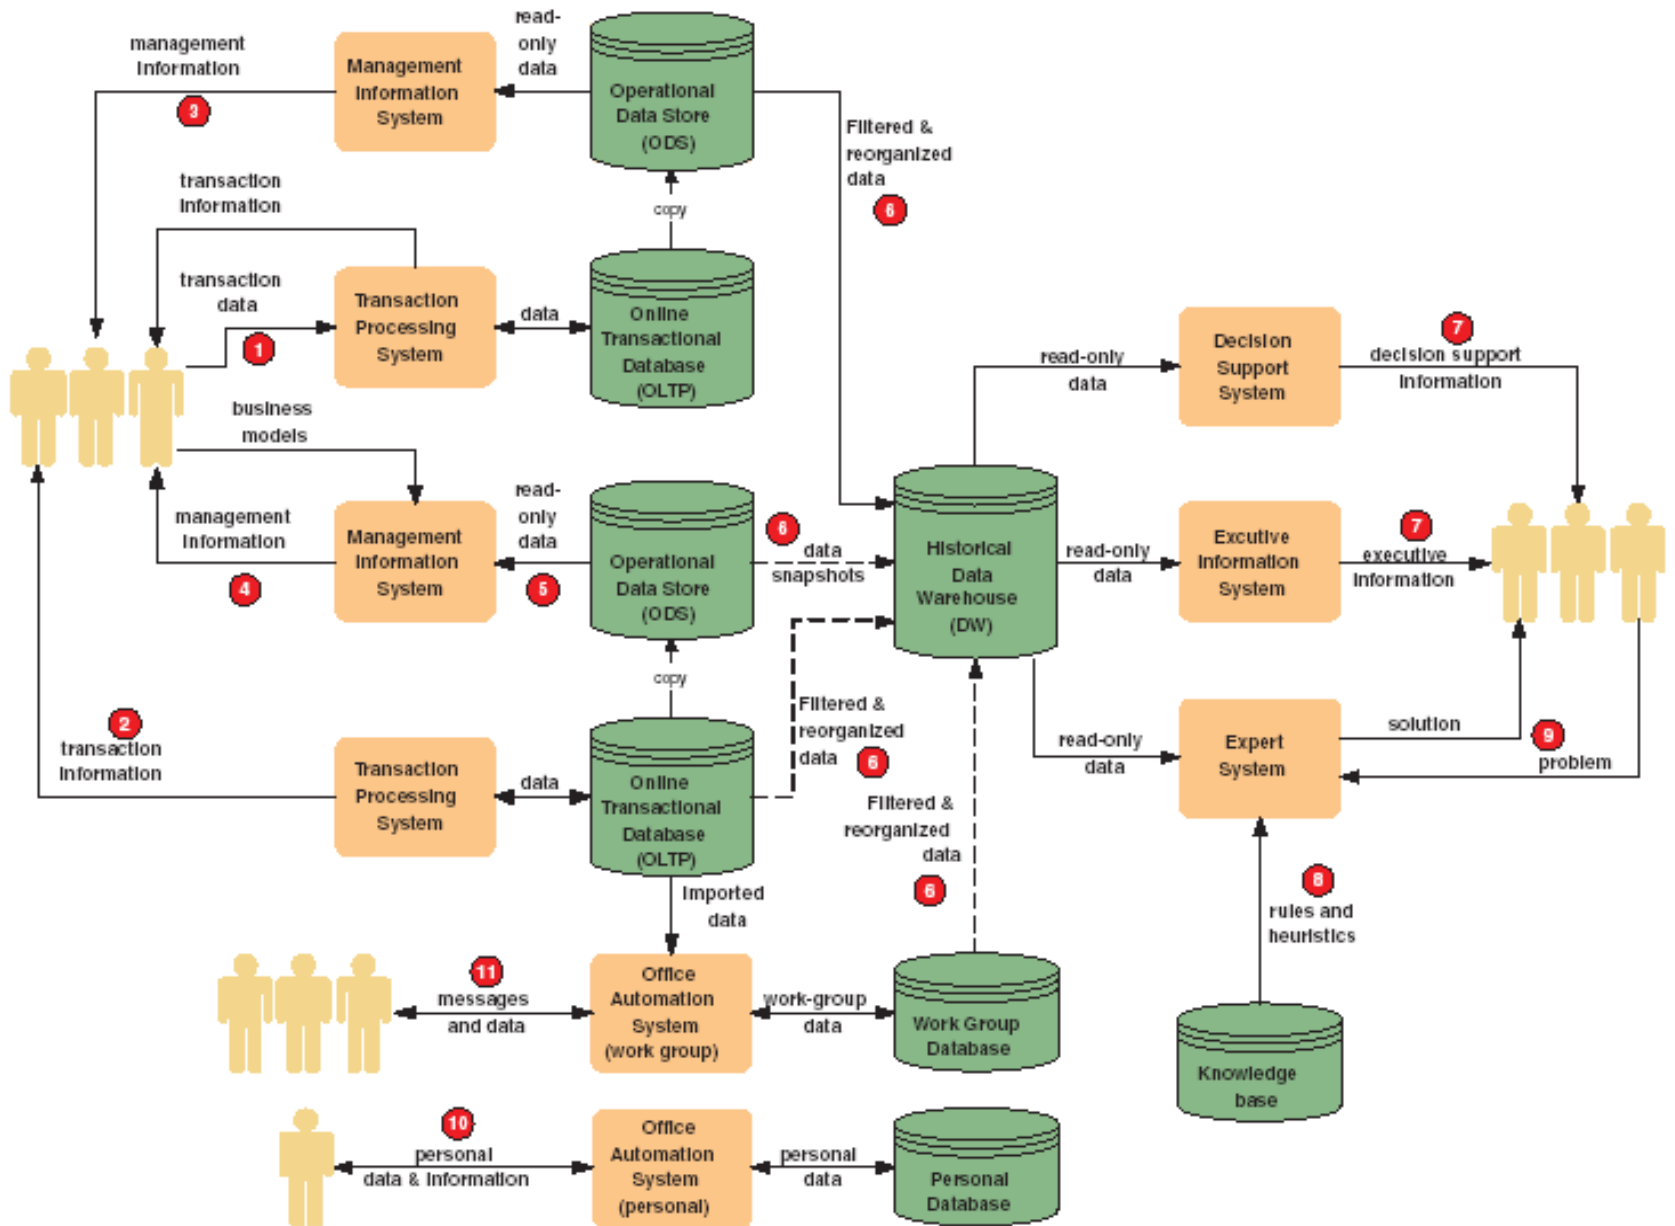 management
Information
3
Management
Information
System
read-
only
data
Operational
Data Store
(ODS)
Filtered &
reorganized
data
6
transaction
Information
copy
transaction
data
1
Transaction
Processing
System
data
Online
Transactional
Database
(OLTP)
business
models
management
Information
4
Management
Information
System
read-
only
data
5
Operational
Data Store
(ODS)
6
data
snapshots
Historical
Data
Warehouse
(DW)
read-only
data
Decision
Support
System
7
decision support
Information
read-only
data
Excutive
Information
System
7
executive
Information
copy
2
transaction
Information
Transaction
Processing
System
data
Online
Transactional
Database
(OLTP)
Filtered &
reorganized
data
6
read-only
data
Expert
System
solution
9
problem
Filtered &
reorganized
data
6
8
rules and
heuristics
Imported
data
11
messages
and data
Office
Automation
System
(work group)
work-group
data
Work Group
Database
Knowledge
base
10
personal
data & Information
Office
Automation
System
(personal)
personal
data
Personal
Database